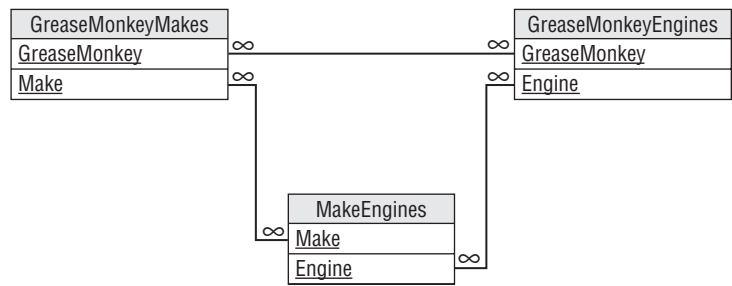 GreaseMonkeyMakes
GreaseMonkey
Make
GreaseMonkeyEngines
GreaseMonkey
Engine
∞
∞
∞
∞
MakeEngines
Make
Engine
∞
∞